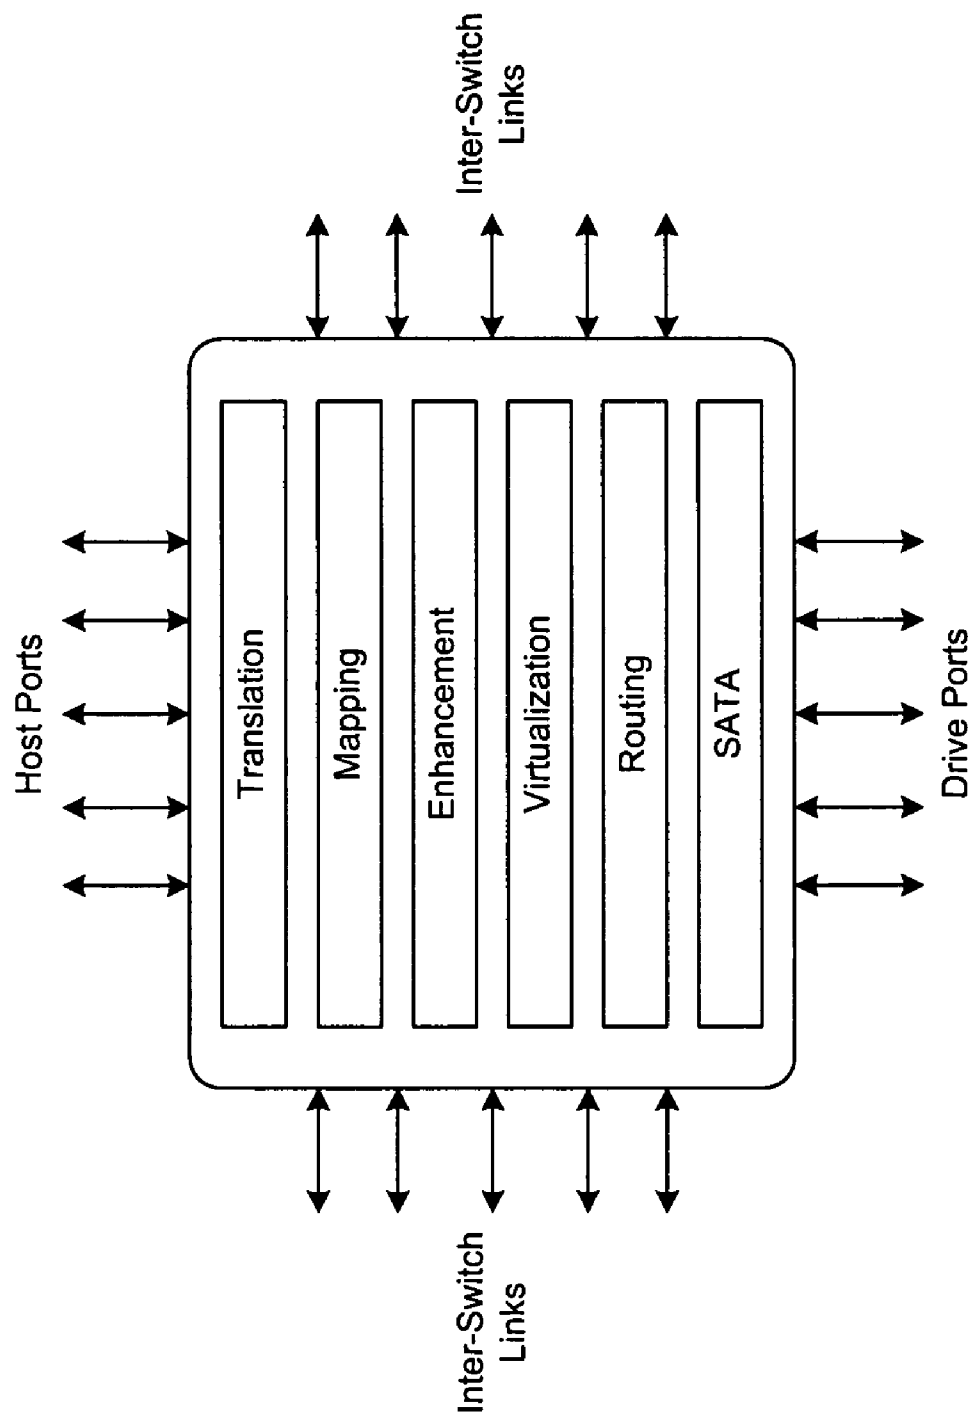 Host Ports
Inter-Switch
Links
Translation
Mapping
Enhancement
Virtualization
Routing
SATA
Inter-Switch
Links
Drive Ports